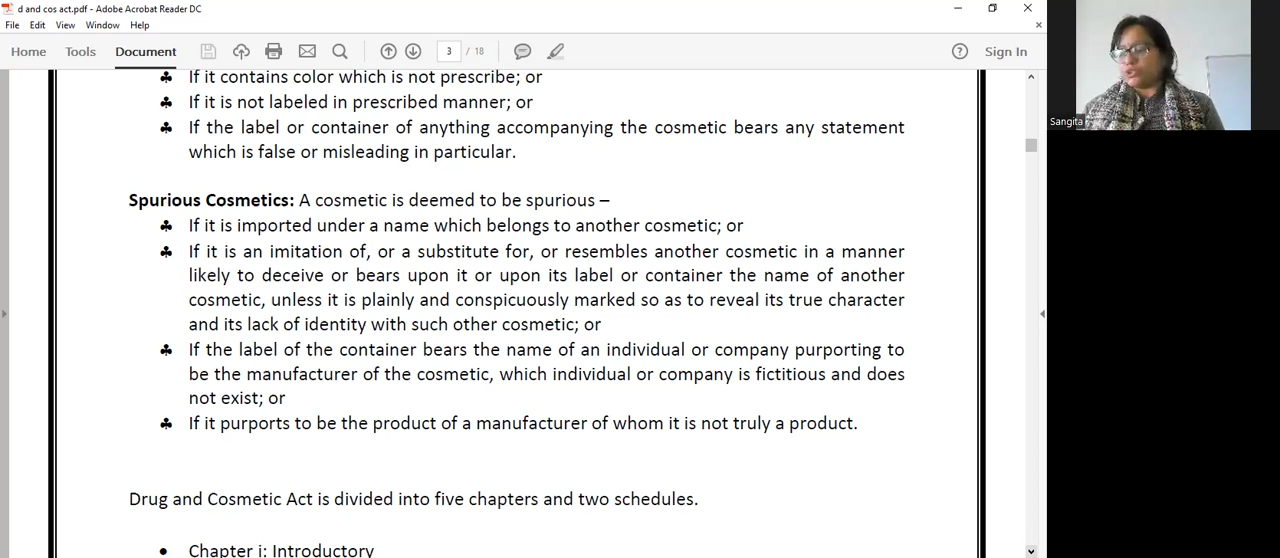 d and cos act.pdf - Adobe Acrobat Reader DC
File Edit View Window Help
Home Tools Document 3 / 18 Sign In
♣ If it contains color which is not prescribe; or
♣ If it is not labeled in prescribed manner; or
♣ If the label or container of anything accompanying the cosmetic bears any statement
which is false or misleading in particular.
Spurious Cosmetics: A cosmetic is deemed to be spurious –
♣ If it is imported under a name which belongs to another cosmetic; or
♣ If it is an imitation of, or a substitute for, or resembles another cosmetic in a manner
likely to deceive or bears upon it or upon its label or container the name of another
cosmetic, unless it is plainly and conspicuously marked so as to reveal its true character
and its lack of identity with such other cosmetic; or
♣ If the label of the container bears the name of an individual or company purporting to
be the manufacturer of the cosmetic, which individual or company is fictitious and does
not exist; or
♣ If it purports to be the product of a manufacturer of whom it is not truly a product.
Drug and Cosmetic Act is divided into five chapters and two schedules.
• Chapter i: Introductory
Sangita